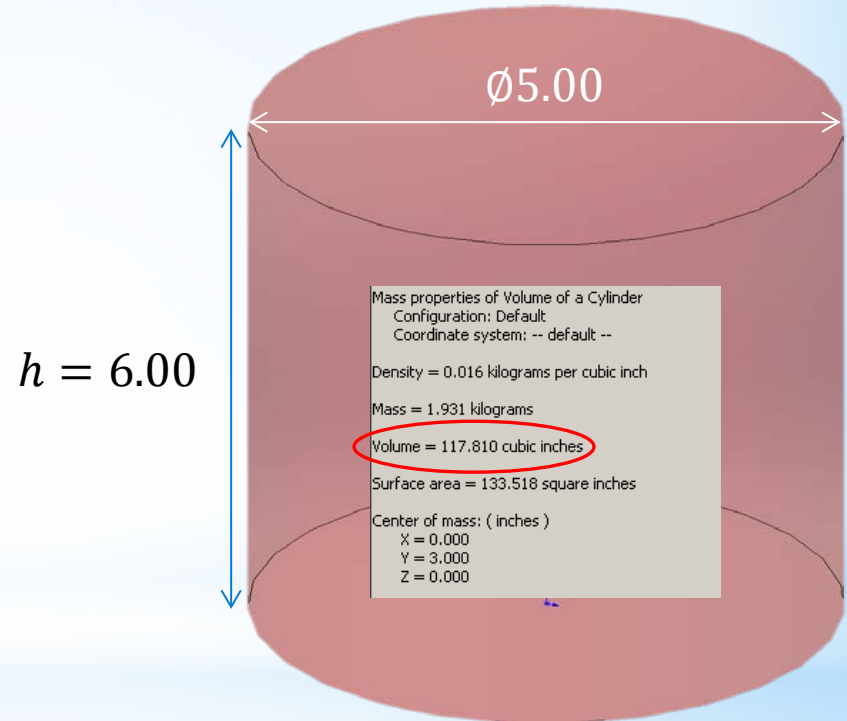 ∅5.00
h = 6.00
Mass properties of Volume of a Cylinder
Configuration: Default
Coordinate system: -- default --
Density = 0.016 kilograms per cubic inch
Mass = 1.931 kilograms
Volume = 117.810 cubic inches
Surface area = 133.518 square inches
Center of mass: ( inches )
X = 0.000
Y = 3.000
Z = 0.000